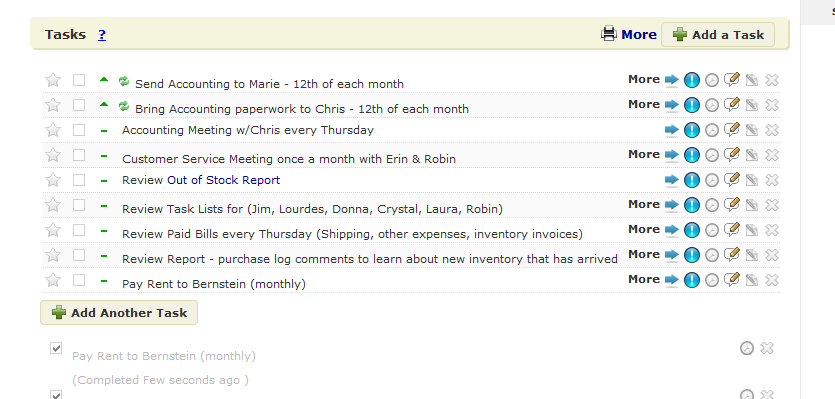 Tasks ? More Add a Task
Send Accounting to Marie - 12th of each month More
Bring Accounting paperwork to Chris - 12th of each month More
Accounting Meeting w/Chris every Thursday
Customer Service Meeting once a month with Erin & Robin More
Review Out of Stock Report
Review Task Lists for (Jim, Lourdes, Donna, Crystal, Laura, Robin) More
Review Paid Bills every Thursday (Shipping, other expenses, inventory invoices) More
Review Report - purchase log comments to learn about new inventory that has arrived More
Pay Rent to Bernstein (monthly) More
Add Another Task
Pay Rent to Bernstein (monthly)
(Completed Few seconds ago )